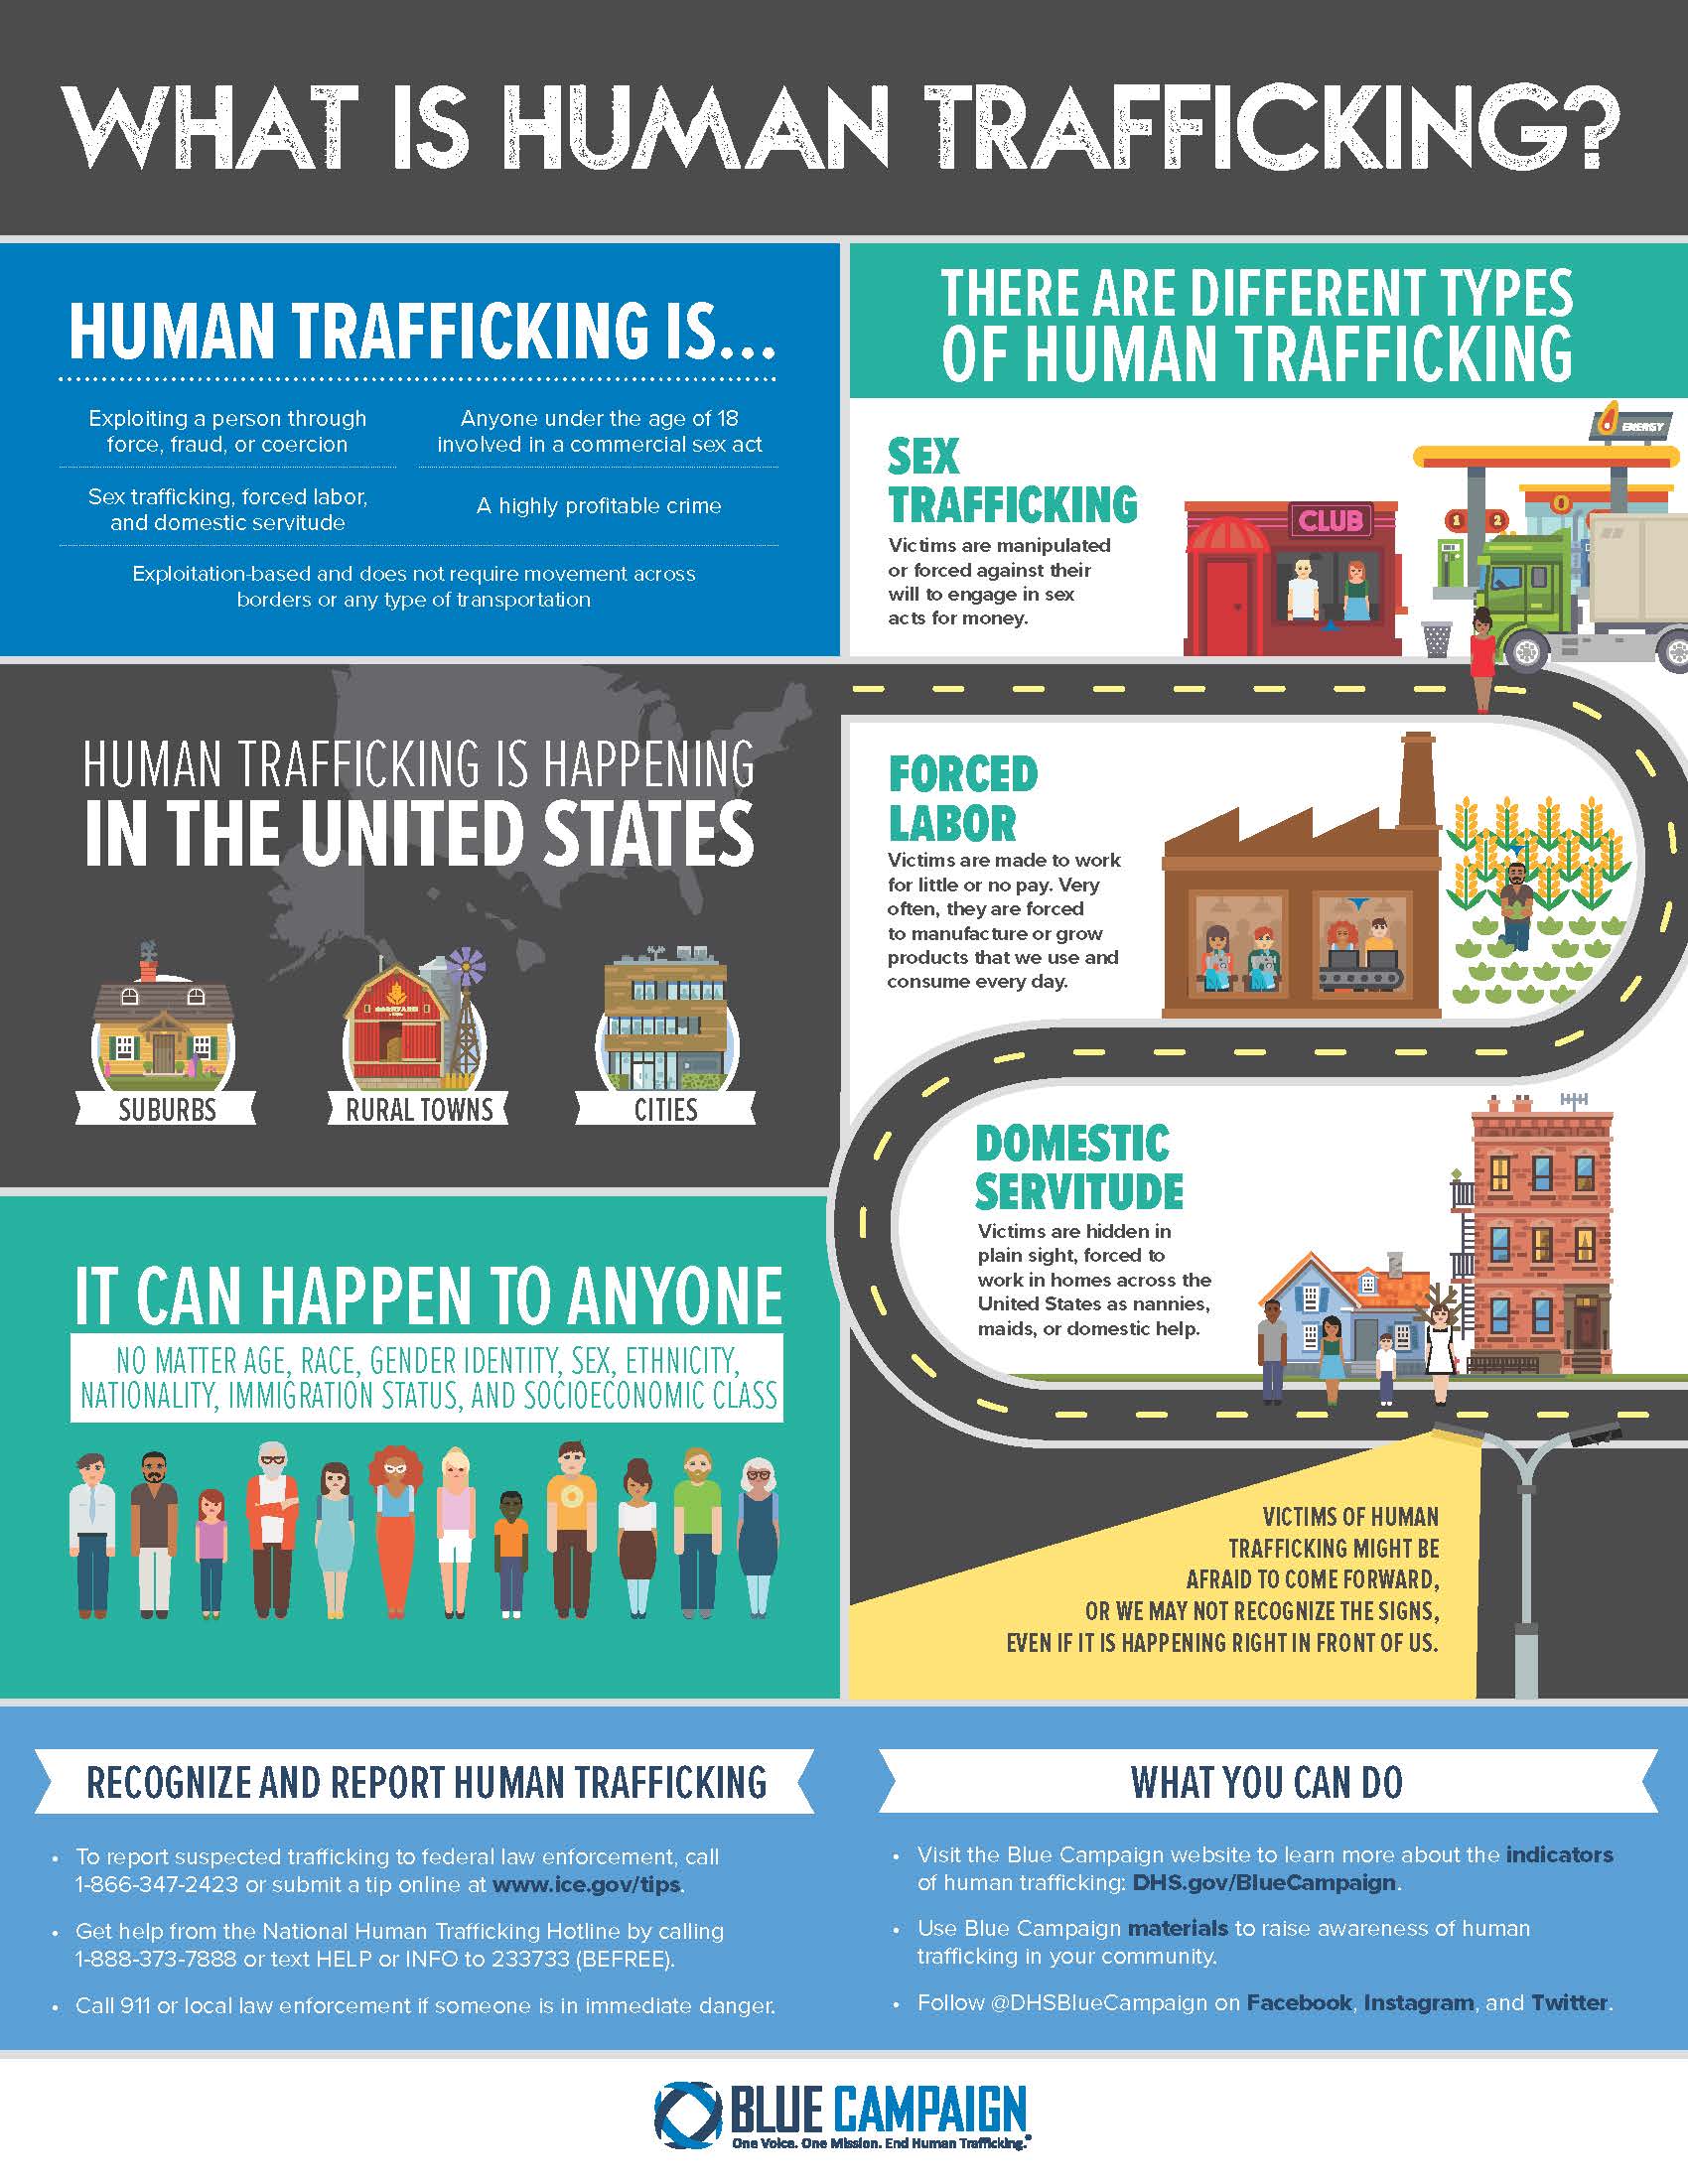 WHAT IS HUMAN TRAFFICKING?
HUMAN TRAFFICKING IS...
Exploiting a person through
force, fraud, or coercion
Anyone under the age of 18
involved in a commercial sex act
Sex trafficking, forced labor,
and domestic servitude
A highly profitable crime
Exploitation-based and does not require movement across
borders or any type of transportation
THERE ARE DIFFERENT TYPES
OF HUMAN TRAFFICKING
SEX
TRAFFICKING
Victims are manipulated
or forced against their
will to engage in sex
acts for money.
CLUB
ENERGY
1 2
0
HUMAN TRAFFICKING IS HAPPENING
IN THE UNITED STATES
SUBURBS
RURAL TOWNS
CITIES
FORCED
LABOR
Victims are made to work
for little or no pay. Very
often, they are forced
to manufacture or grow
products that we use and
consume every day.
DOMESTIC
SERVITUDE
Victims are hidden in
plain sight, forced to
work in homes across the
United States as nannies,
maids, or domestic help.
IT CAN HAPPEN TO ANYONE
NO MATTER AGE, RACE, GENDER IDENTITY, SEX, ETHNICITY,
NATIONALITY, IMMIGRATION STATUS, AND SOCIOECONOMIC CLASS
VICTIMS OF HUMAN
TRAFFICKING MIGHT BE
AFRAID TO COME FORWARD,
OR WE MAY NOT RECOGNIZE THE SIGNS,
EVEN IF IT IS HAPPENING RIGHT IN FRONT OF US.
RECOGNIZE AND REPORT HUMAN TRAFFICKING
• To report suspected trafficking to federal law enforcement, call
1-866-347-2423 or submit a tip online at www.ice.gov/tips.
• Get help from the National Human Trafficking Hotline by calling
1-888-373-7888 or text HELP or INFO to 233733 (BEFREE).
• Call 911 or local law enforcement if someone is in immediate danger.
WHAT YOU CAN DO
• Visit the Blue Campaign website to learn more about the indicators
of human trafficking: DHS.gov/BlueCampaign.
• Use Blue Campaign materials to raise awareness of human
trafficking in your community.
• Follow @DHSBlueCampaign on Facebook, Instagram, and Twitter.
BLUE CAMPAIGN
One Voice. One Mission. End Human Trafficking.®